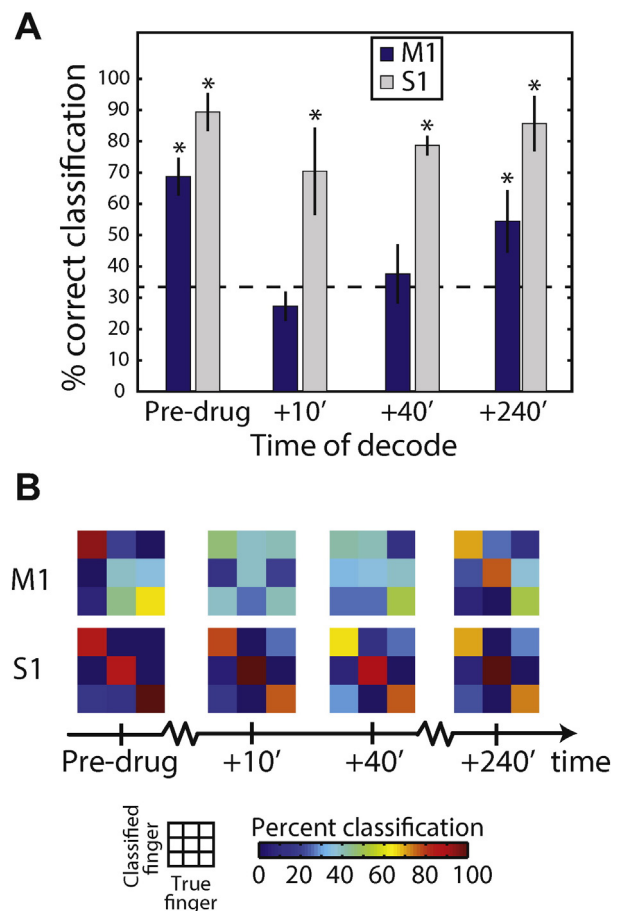 A
M1
S1
% correct classification
100
90
80
70
60
50
40
30
20
10
0
* * * * * *
Pre-drug +10′ +40′ +240′
Time of decode
B
M1
S1
Pre-drug +10′ +40′ +240′ time
Classified
finger
True
finger
Percent classification
0 20 40 60 80 100